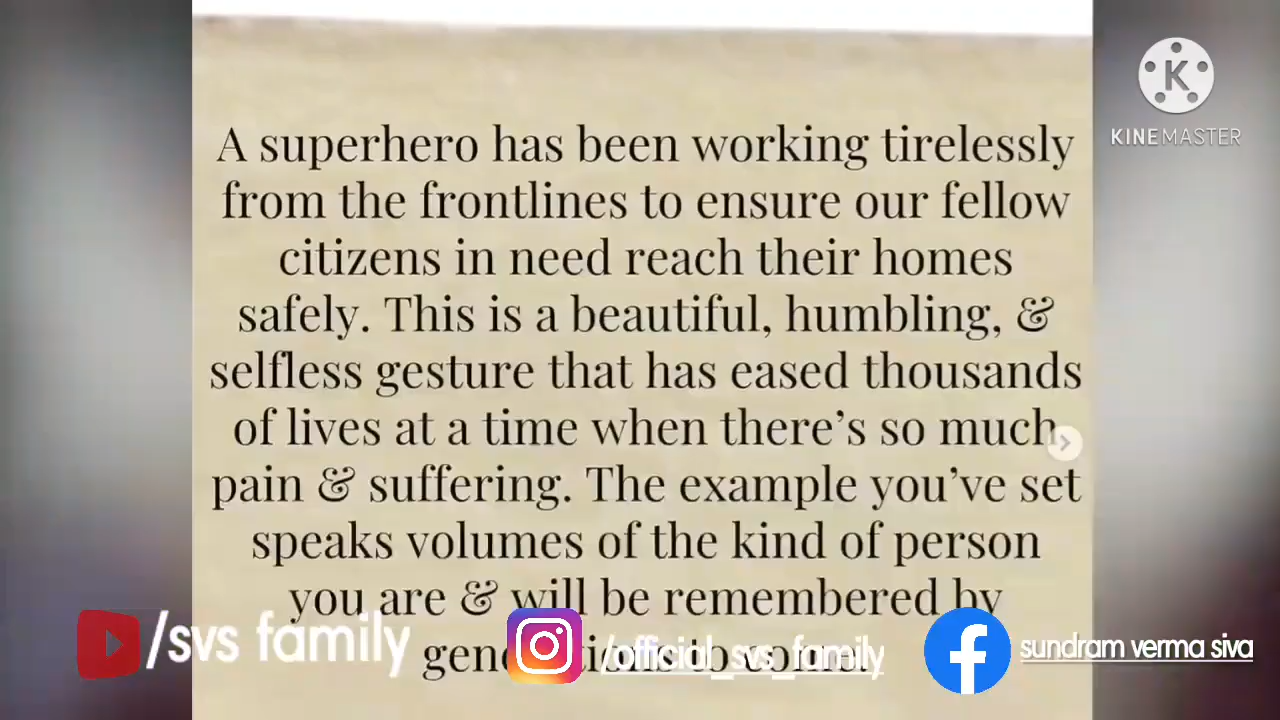 A superhero has been working tirelessly
from the frontlines to ensure our fellow
citizens in need reach their homes
safely. This is a beautiful, humbling, &
selfless gesture that has eased thousands
of lives at a time when there's so much
pain & suffering. The example you've set
speaks volumes of the kind of person
you are & will be remembered by
to come.
K
KINEMASTER
/svs family
/official_svs_family
sundram verma siva